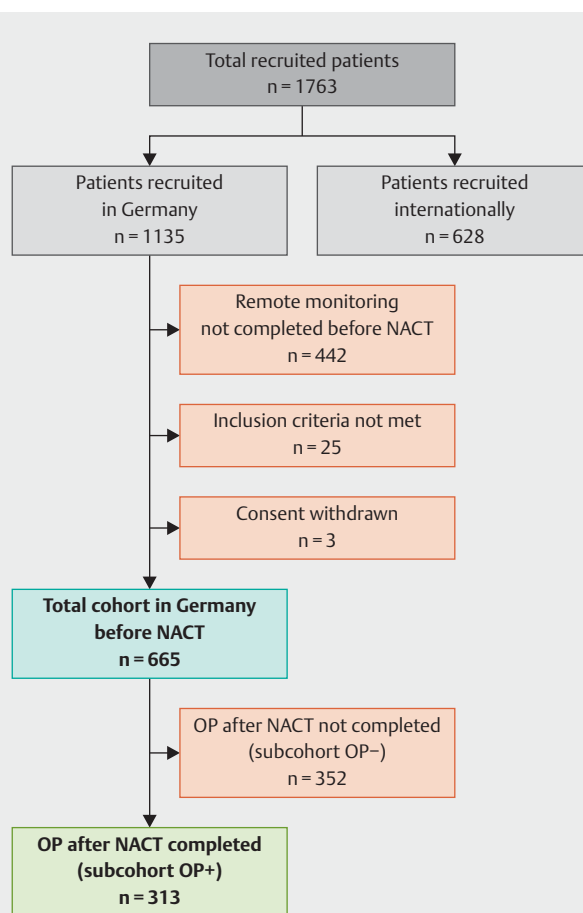 Total recruited patients
n = 1763
Patients recruited
in Germany
n = 1135
Patients recruited
internationally
n = 628
Remote monitoring
not completed before NACT
n = 442
Inclusion criteria not met
n = 25
Consent withdrawn
n = 3
Total cohort in Germany
before NACT
n = 665
OP after NACT not completed
(subcohort OP−)
n = 352
OP after NACT completed
(subcohort OP+)
n = 313